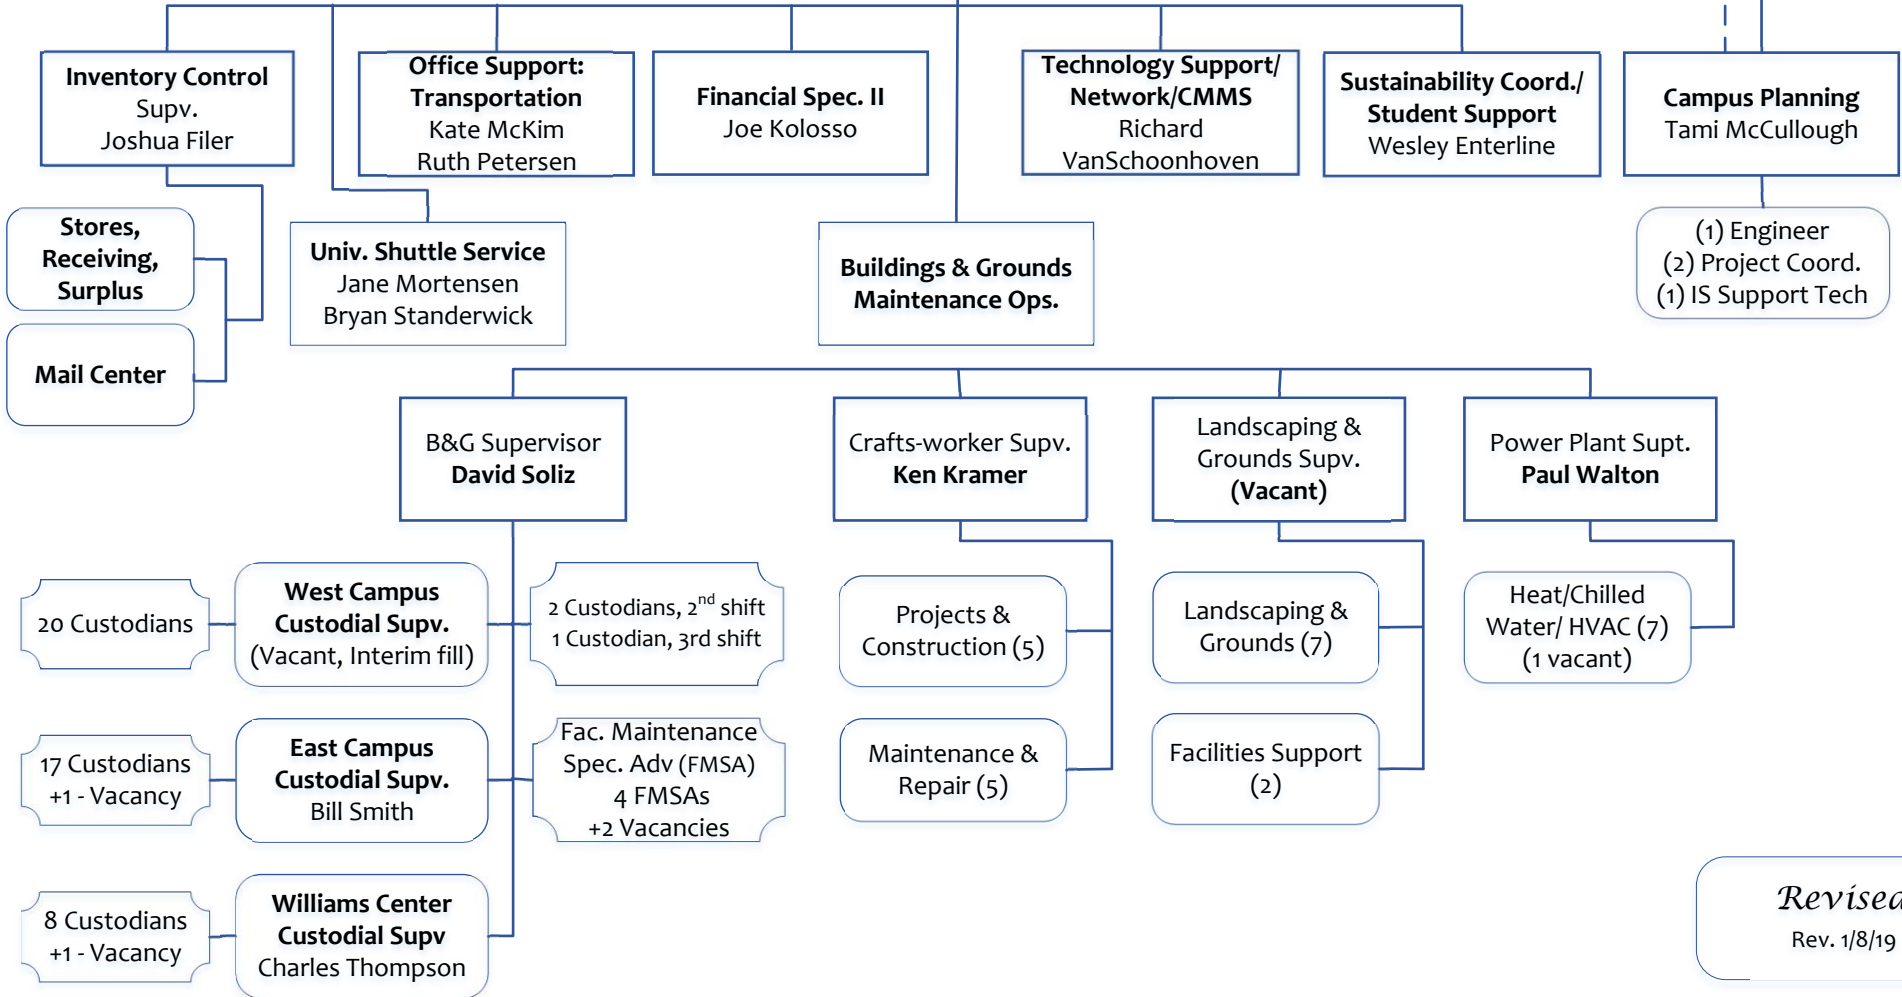 Inventory Control
Supv.
Joshua Filer
Office Support:
Transportation
Kate McKim
Ruth Petersen
Financial Spec. II
Joe Kolosso
Technology Support/
Network/CMMS
Richard
VanSchoonhoven
Sustainability Coord./
Student Support
Wesley Enterline
Campus Planning
Tami McCullough
Stores,
Receiving,
Surplus
Mail Center
Univ. Shuttle Service
Jane Mortensen
Bryan Standerwick
Buildings & Grounds
Maintenance Ops.
(1) Engineer
(2) Project Coord.
(1) IS Support Tech
B&G Supervisor
David Soliz
Crafts-worker Supv.
Ken Kramer
Landscaping &
Grounds Supv.
(Vacant)
Power Plant Supt.
Paul Walton
20 Custodians
West Campus
Custodial Supv.
(Vacant, Interim fill)
2 Custodians, 2nd shift
1 Custodian, 3rd shift
Projects &
Construction (5)
Landscaping &
Grounds (7)
Heat/Chilled
Water/ HVAC (7)
(1 vacant)
17 Custodians
+1 - Vacancy
East Campus
Custodial Supv.
Bill Smith
Fac. Maintenance
Spec. Adv (FMSA)
4 FMSAs
+2 Vacancies
Maintenance &
Repair (5)
Facilities Support
(2)
8 Custodians
+1 - Vacancy
Williams Center
Custodial Supv
Charles Thompson
Revised
Rev. 1/8/19